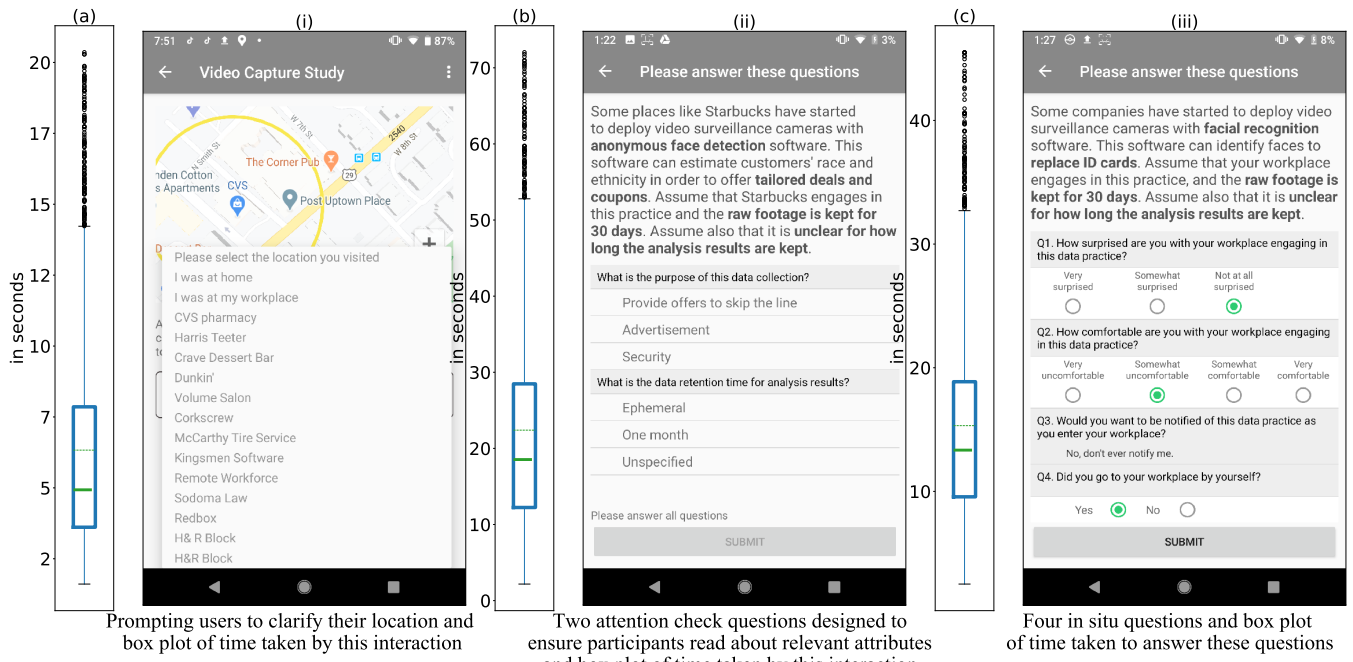 (a)
in seconds
20
17
15
12
10
7
5
2
(i)
7:51
87%
Video Capture Study
W 7th St
2540
W 8th St
N Smith St
The Corner Pub
29
nden Cotton
s Apartments
CVS
Post Uptown Place
+
Please select the location you visited
I was at home
I was at my workplace
CVS pharmacy
Harris Teeter
Crave Dessert Bar
Dunkin'
Volume Salon
Corkscrew
McCarthy Tire Service
Kingsmen Software
Remote Workforce
Sodoma Law
Redbox
H& R Block
H&R Block
Prompting users to clarify their location and
box plot of time taken by this interaction
(b)
in seconds
70
60
50
40
30
20
10
0
(ii)
1:22
3%
Please answer these questions
Some places like Starbucks have started
to deploy video surveillance cameras with
anonymous face detection software. This
software can estimate customers' race and
ethnicity in order to offer tailored deals and
coupons. Assume that Starbucks engages in
this practice and the raw footage is kept for
30 days. Assume also that it is unclear for how
long the analysis results are kept.
What is the purpose of this data collection?
Provide offers to skip the line
Advertisement
Security
What is the data retention time for analysis results?
Ephemeral
One month
Unspecified
Please answer all questions
SUBMIT
Two attention check questions designed to
ensure participants read about relevant attributes
and box plot of time taken by this interaction
(c)
in seconds
40
30
20
10
(iii)
1:27
8%
Please answer these questions
Some companies have started to deploy video
surveillance cameras with facial recognition
software. This software can identify faces to
replace ID cards. Assume that your workplace
engages in this practice, and the raw footage is
kept for 30 days. Assume also that it is unclear
for how long the analysis results are kept.
Q1. How surprised are you with your workplace engaging in
this data practice?
Very surprised
Somewhat surprised
Not at all surprised
Q2. How comfortable are you with your workplace engaging
in this data practice?
Very uncomfortable
Somewhat uncomfortable
Somewhat comfortable
Very comfortable
Q3. Would you want to be notified of this data practice as
you enter your workplace?
No, don't ever notify me.
Q4. Did you go to your workplace by yourself?
Yes
No
SUBMIT
Four in situ questions and box plot
of time taken to answer these questions